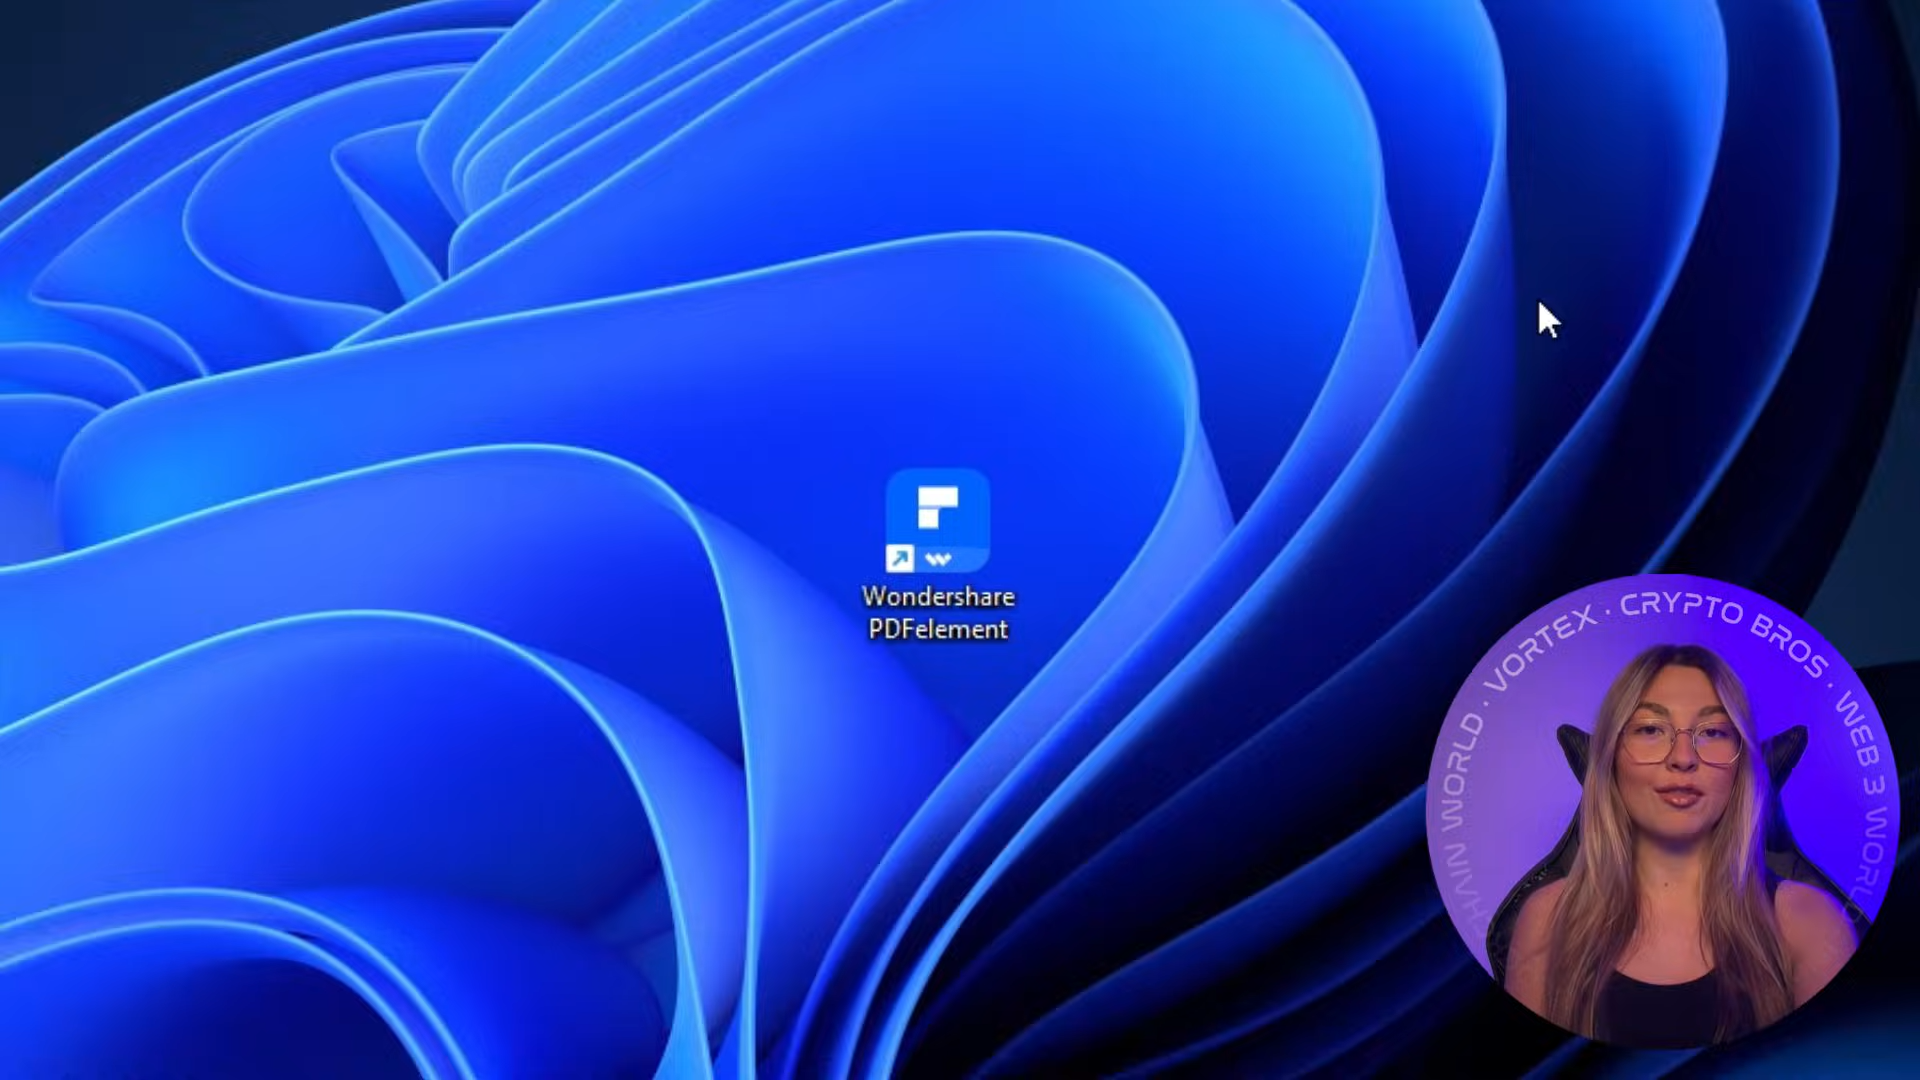 Wondershare
PDFelement
WORLD · VORTEX · CRYPTO BROS · WEB 3 WORLD